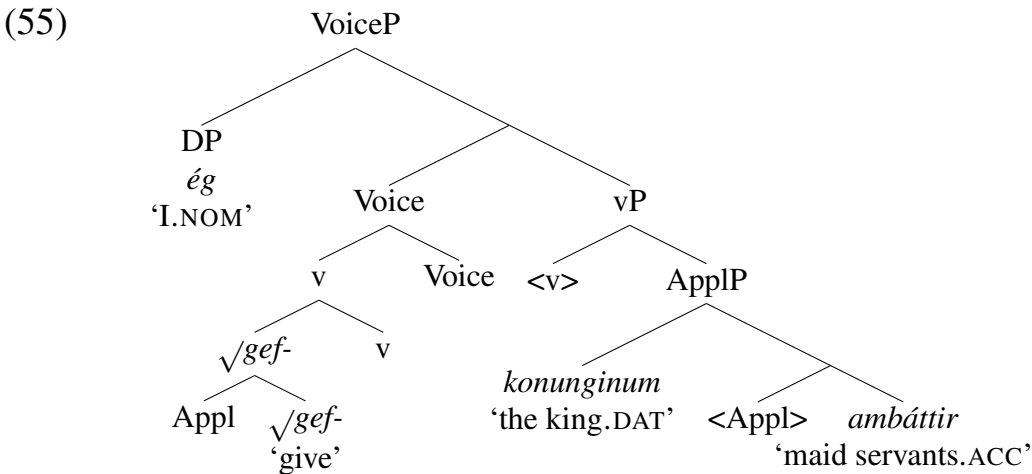 (55)
VoiceP
DP
ég
‘I.NOM’
Voice
vP
v
Voice
<v>
ApplP
√gef-
v
Appl
√gef-
‘give’
konunginum
‘the king.DAT’
<Appl>
ambáttir
‘maid servants.ACC’